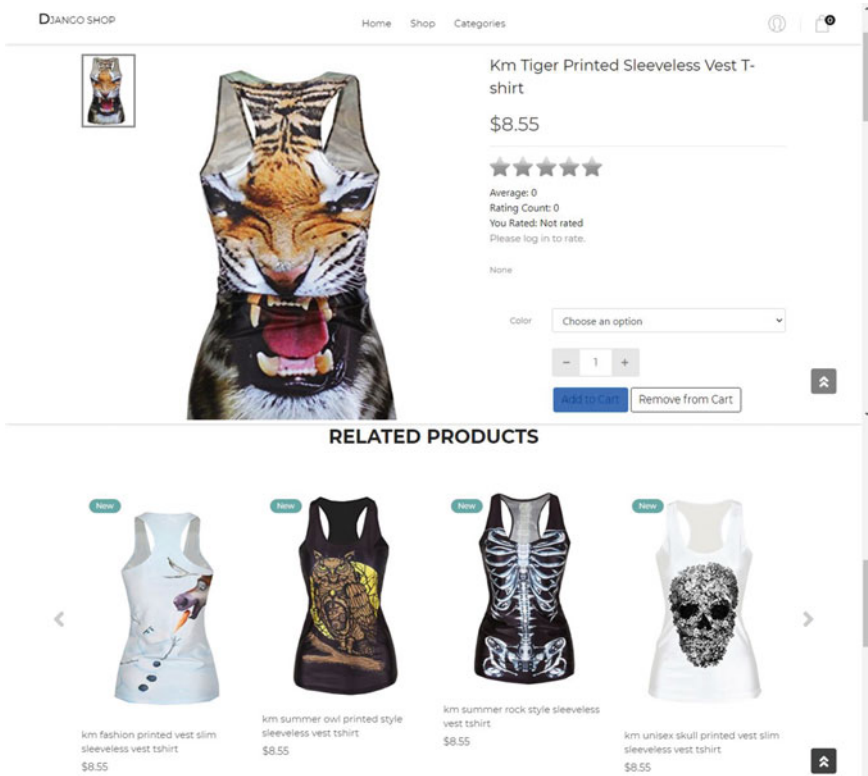 DJANGO SHOP
Home Shop Categories
0
Km Tiger Printed Sleeveless Vest T-
shirt
$8.55
Average: 0
Rating Count: 0
You Rated: Not rated
Please log in to rate.
None
Color Choose an option
- 1 +
Add to Cart Remove from Cart
RELATED PRODUCTS
New New New New
km fashion printed vest slim
sleeveless vest tshirt
$8.55
km summer owl printed style
sleeveless vest tshirt
$8.55
km summer rock style sleeveless
vest tshirt
$8.55
km unisex skull printed vest slim
sleeveless vest tshirt
$8.55